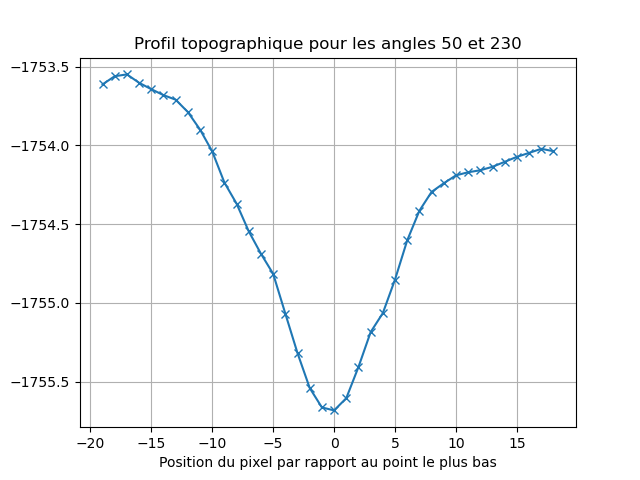 Profil topographique pour les angles 50 et 230
−1753.5
−1754.0
−1754.5
−1755.0
−1755.5
−20 −15 −10 −5 0 5 10 15
Position du pixel par rapport au point le plus bas